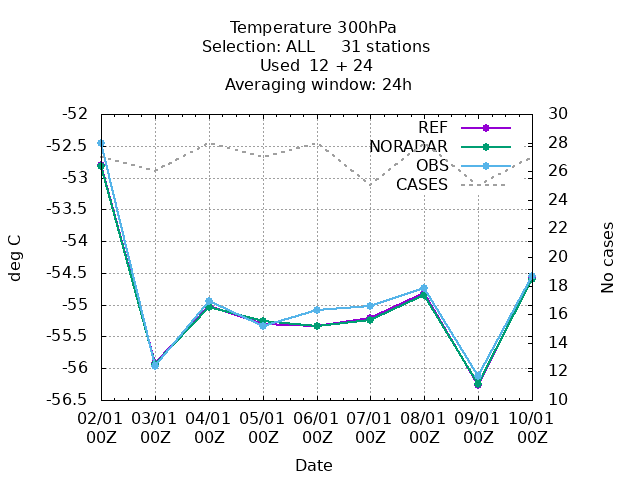 Temperature 300hPa
Selection: ALL 31 stations
Used 12 + 24
Averaging window: 24h
REF
NORADAR
OBS
CASES
-52
-52.5
-53
-53.5
-54
-54.5
-55
-55.5
-56
-56.5
deg C
30
28
26
24
22
20
18
16
14
12
10
No cases
02/01 03/01 04/01 05/01 06/01 07/01 08/01 09/01 10/01
00Z 00Z 00Z 00Z 00Z 00Z 00Z 00Z 00Z
Date